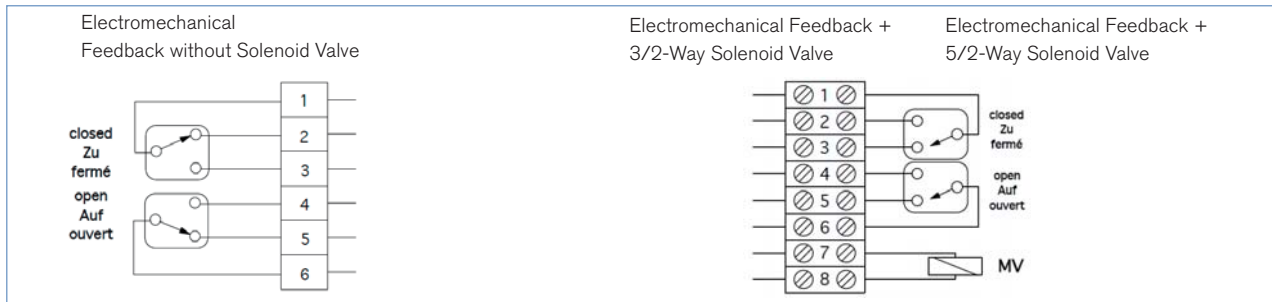 Electromechanical
Feedback without Solenoid Valve
1
closed
2
Zu
fermé
3
open
4
Auf
ouvert
5
6
Electromechanical Feedback +
3/2-Way Solenoid Valve
Electromechanical Feedback +
5/2-Way Solenoid Valve
1
2
3
4
5
6
7
8
closed
Zu
fermé
open
Auf
ouvert
MV